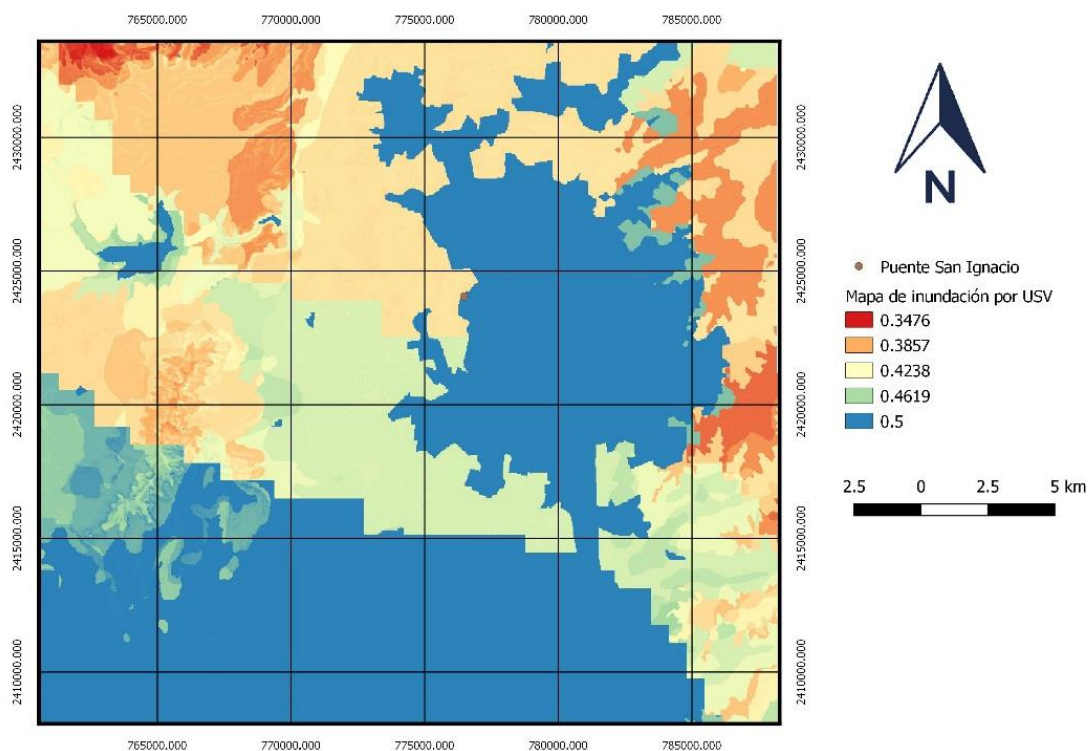 765000.000 770000.000 775000.000 780000.000 785000.000
2430000.000 2430000.000
2425000.000 2425000.000
2420000.000 2420000.000
2415000.000 2415000.000
2410000.000 2410000.000
765000.000 770000.000 775000.000 780000.000 785000.000
N
Puente San Ignacio
Mapa de inundación por USV
0.3476
0.3857
0.4238
0.4619
0.5
2.5 0 2.5 5 km